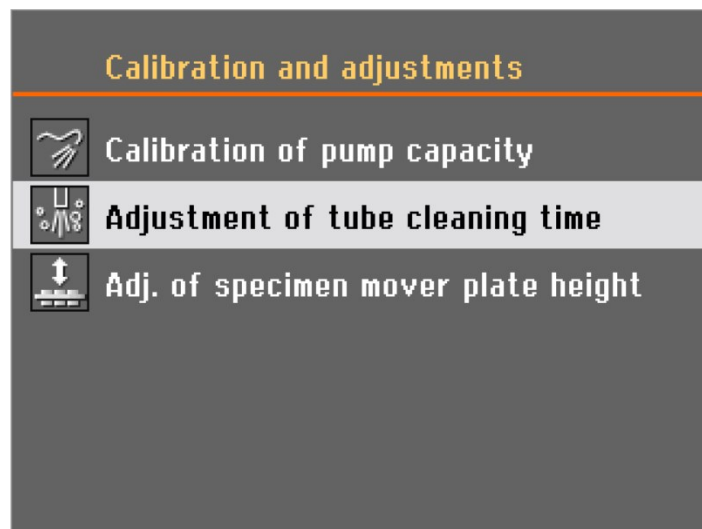 Calibration and adjustments
Calibration of pump capacity
Adjustment of tube cleaning time
Adj. of specimen mover plate height